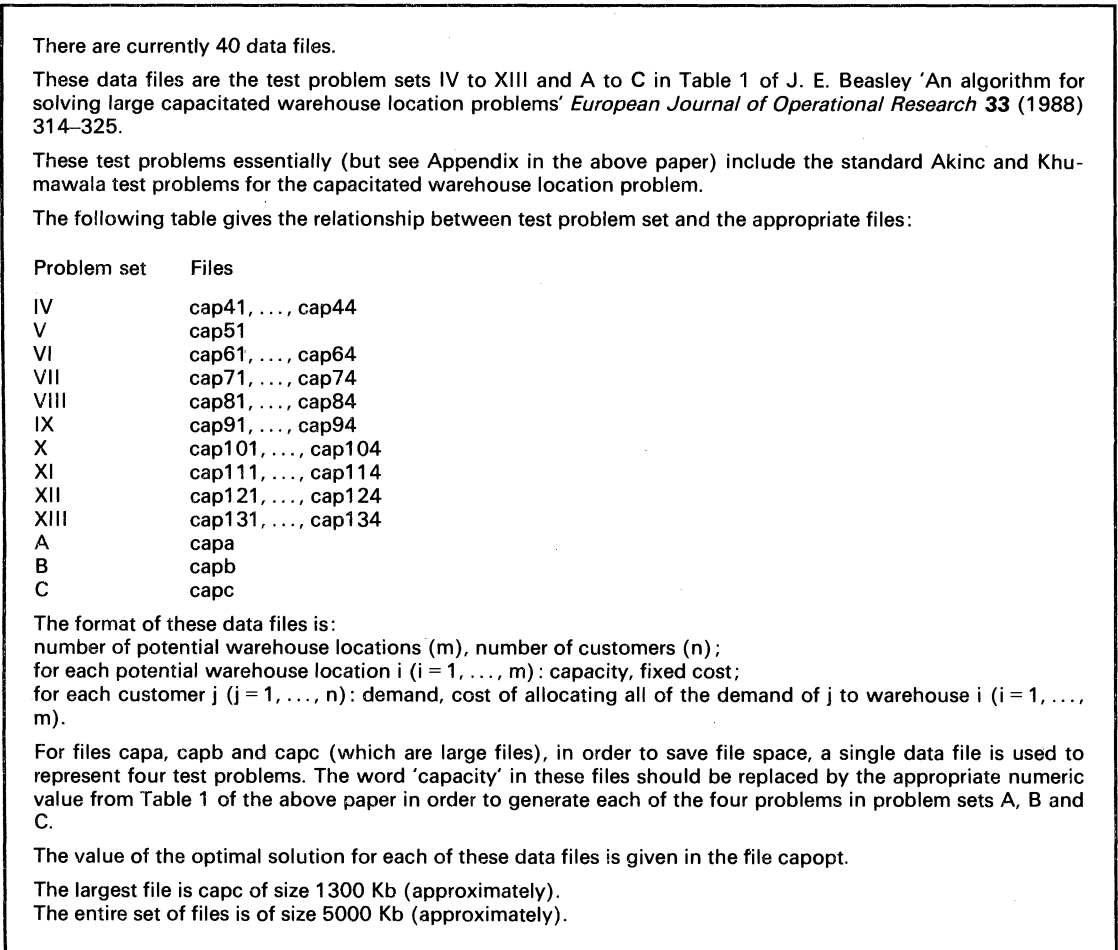 There are currently 40 data files.
These data files are the test problem sets IV to XIII and A to C in Table 1 of J. E. Beasley 'An algorithm for
solving large capacitated warehouse location problems' European Journal of Operational Research 33 (1988)
314–325.
These test problems essentially (but see Appendix in the above paper) include the standard Akinc and Khu-
mawala test problems for the capacitated warehouse location problem.
The following table gives the relationship between test problem set and the appropriate files:
Problem set Files
IV cap41, ..., cap44
V cap51
VI cap61, ..., cap64
VII cap71, ..., cap74
VIII cap81, ..., cap84
IX cap91, ..., cap94
X cap101, ..., cap104
XI cap111, ..., cap114
XII cap121, ..., cap124
XIII cap131, ..., cap134
A capa
B capb
C capc
The format of these data files is:
number of potential warehouse locations (m), number of customers (n);
for each potential warehouse location i (i = 1, ..., m): capacity, fixed cost;
for each customer j (j = 1, ..., n): demand, cost of allocating all of the demand of j to warehouse i (i = 1, ...,
m).
For files capa, capb and capc (which are large files), in order to save file space, a single data file is used to
represent four test problems. The word 'capacity' in these files should be replaced by the appropriate numeric
value from Table 1 of the above paper in order to generate each of the four problems in problem sets A, B and
C.
The value of the optimal solution for each of these data files is given in the file capopt.
The largest file is capc of size 1300 Kb (approximately).
The entire set of files is of size 5000 Kb (approximately).